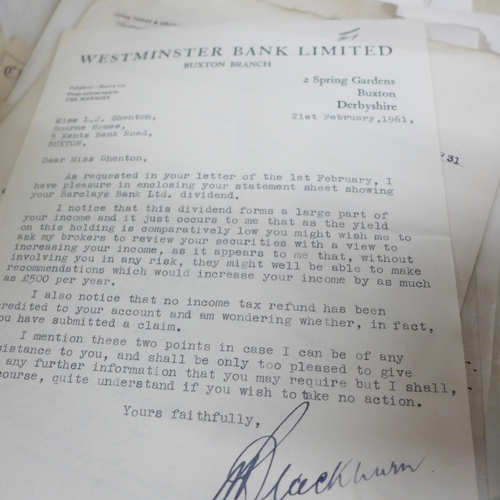 WESTMINSTER BANK LIMITED
BUXTON BRANCH
2 Spring Gardens
Buxton
Derbyshire
THE MANAGER
21st February, 1961,
Miss L.J. Shenton,
Bourne House,
Kents Bank Road,
BUXTON.
Dear Miss Shenton,
As requested in your letter of the 1st February, I
have pleasure in enclosing your statement sheet showing
your Barclays Bank Ltd. dividend.
I notice that this dividend forms a large part of
your income and it just occurs to me that as the yield
on this holding is comparatively low you might wish me to
ask my brokers to review your securities with a view to
increasing your income, as it appears to me that, without
involving you in any risk, they might well be able to make
recommendations which would increase your income by as much
as £500 per year.
I also notice that no income tax refund has been
credited to your account and am wondering whether, in fact,
you have submitted a claim.
I mention these two points in case I can be of any
sistance to you, and shall be only too pleased to give
any further information that you may require but I shall,
course, quite understand if you wish to take no action.
Yours faithfully,
Blackburn
31